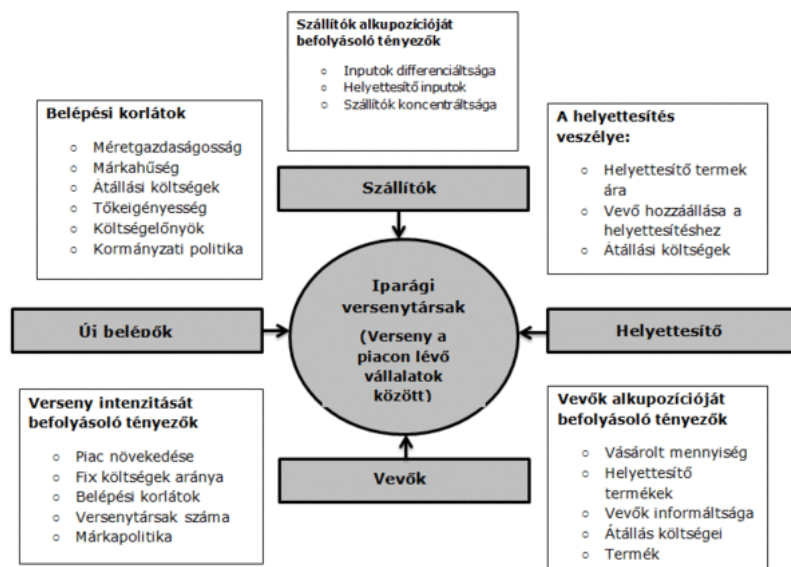 Szállítók alkupozícióját
befolyásoló tényezők
○ Inputok differenciáltsága
○ Helyettesítő inputok
○ Szállítók koncentráltsága
Belépési korlátok
○ Méretgazdaságosság
○ Márkahűség
○ Átállási költségek
○ Tőkeigényesség
○ Költségelőnyök
○ Kormányzati politika
A helyettesítés
veszélye:
○ Helyettesítő termek
ára
○ Vevő hozzáállása a
helyettesítéshez
○ Átállási költségek
Szállítók
Iparági
versenytársak
(Verseny a
piacon lévő
vállalatok
között)
Új belépők
Helyettesítő
Verseny intenzitását
befolyásoló tényezők
○ Piac növekedése
○ Fix költségek aránya
○ Belépési korlátok
○ Versenytársak száma
○ Márkapolitika
Vevők
Vevők alkupozícióját
befolyásoló tényezők
○ Vásárolt mennyiség
○ Helyettesítő
termékek
○ Vevők informáltsága
○ Átállás költségei
○ Termék